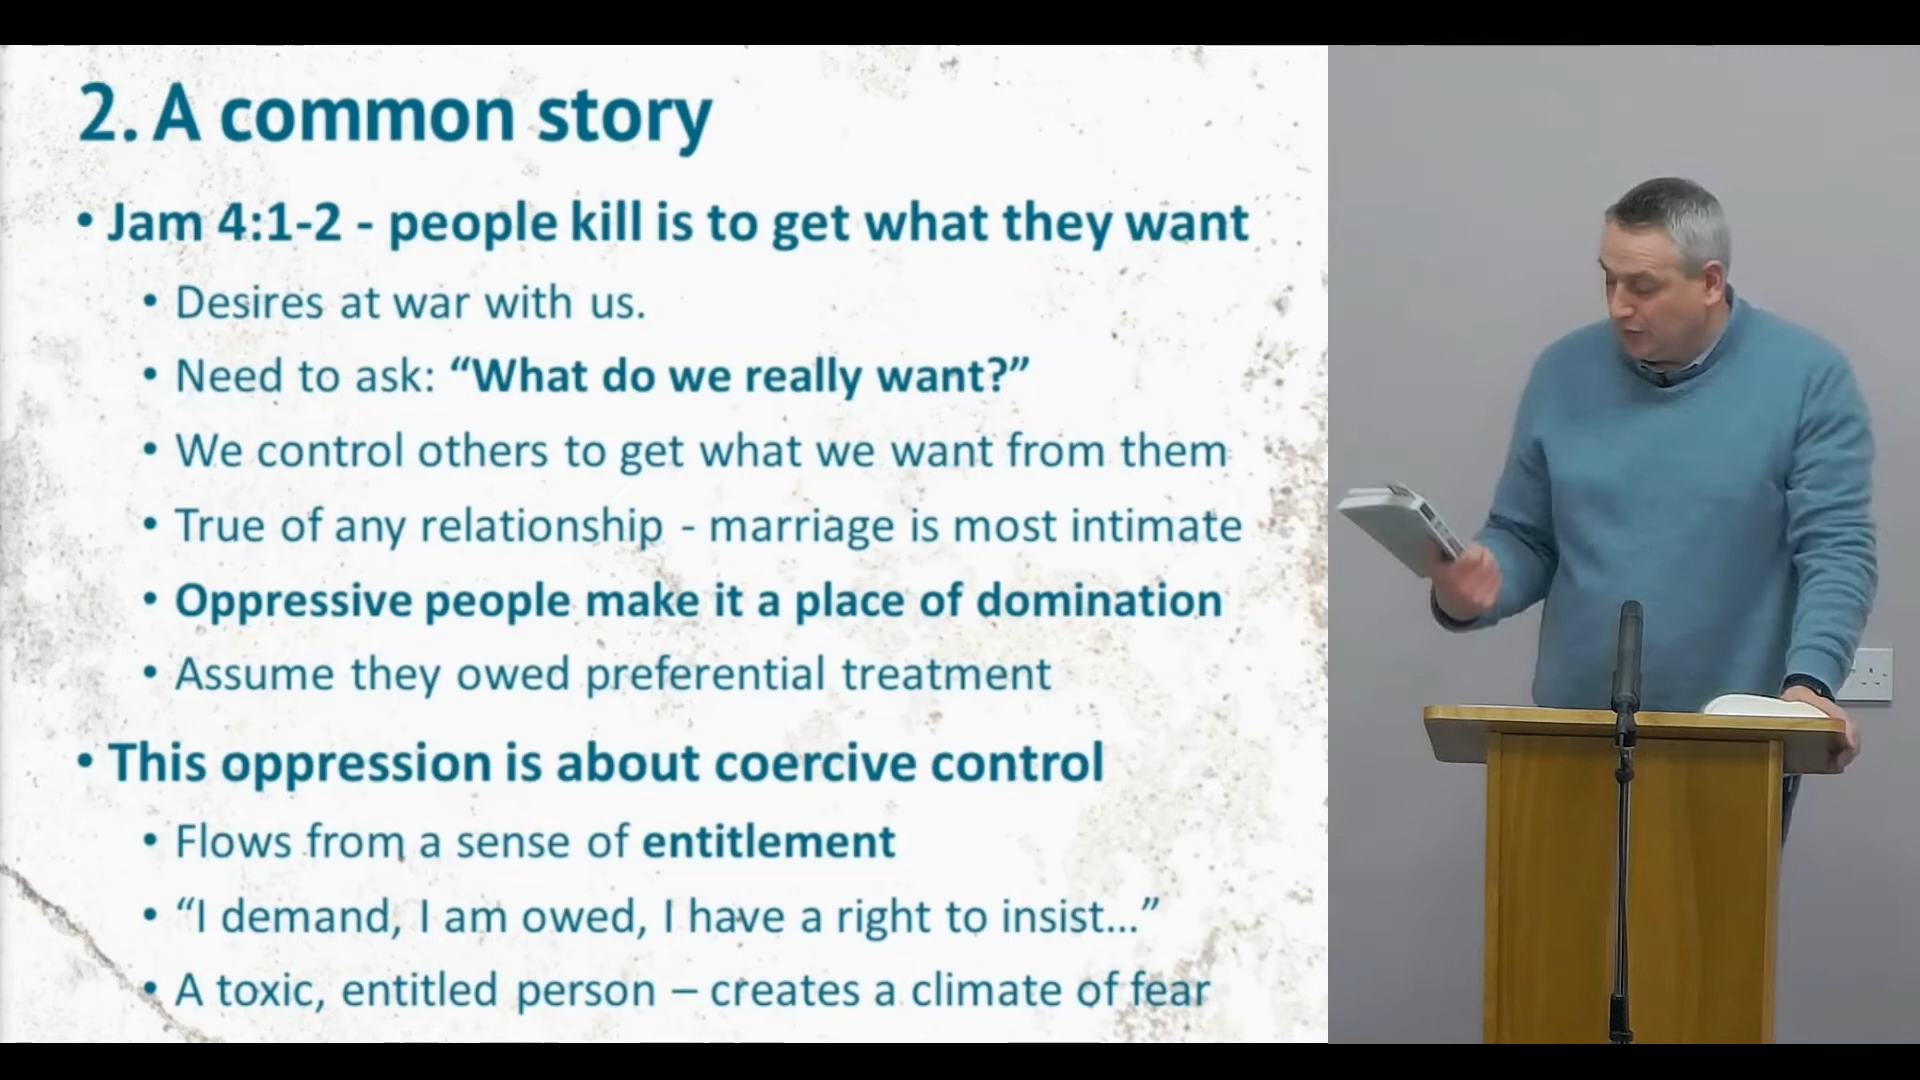 2. A common story
• Jam 4:1-2 - people kill is to get what they want
• Desires at war with us.
• Need to ask: “What do we really want?”
• We control others to get what we want from them
• True of any relationship - marriage is most intimate
• Oppressive people make it a place of domination
• Assume they owed preferential treatment
• This oppression is about coercive control
• Flows from a sense of entitlement
• “I demand, I am owed, I have a right to insist...”
• A toxic, entitled person – creates a climate of fear